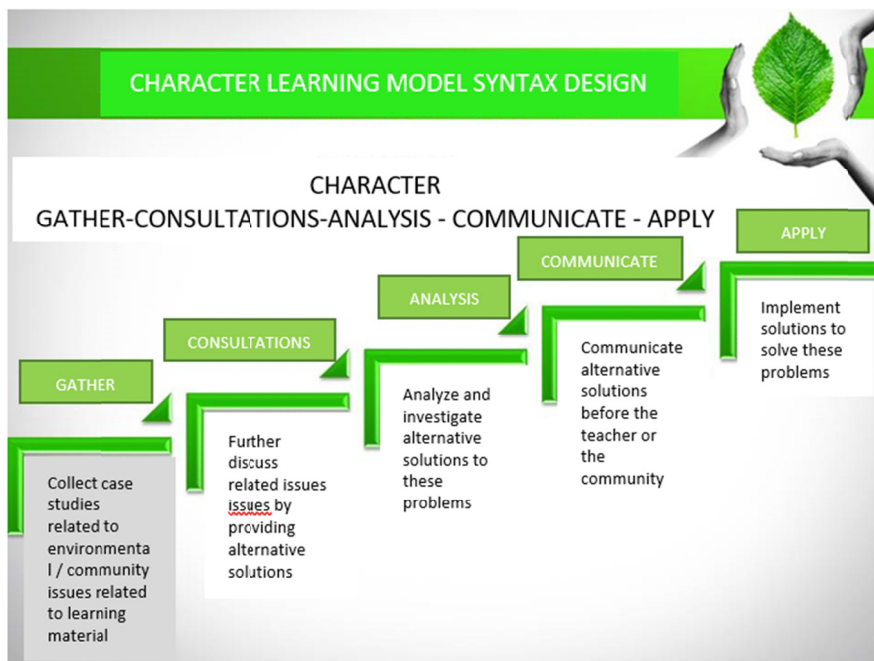 CHARACTER LEARNING MODEL SYNTAX DESIGN
CHARACTER
GATHER-CONSULTATIONS-ANALYSIS - COMMUNICATE - APPLY
GATHER
Collect case
studies
related to
environmenta
l / community
issues related
to learning
material
CONSULTATIONS
Further
discuss
related issues
issues by
providing
alternative
solutions
ANALYSIS
Analyze and
investigate
alternative
solutions to
these
problems
COMMUNICATE
Communicate
alternative
solutions
before the
teacher or
the
community
APPLY
Implement
solutions to
solve these
problems